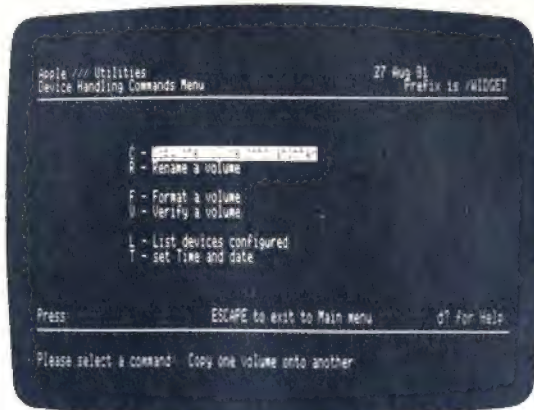 Apple /// Utilities 27 Aug 81
Device Handling Commands Menu Prefix is /WIDGET
C -
R - Rename a volume
F - Format a volume
V - Verify a volume
L - List devices configured
T - set Time and date
Press ESCAPE to exit to Main menu for Help
Please select a command Copy one volume onto another